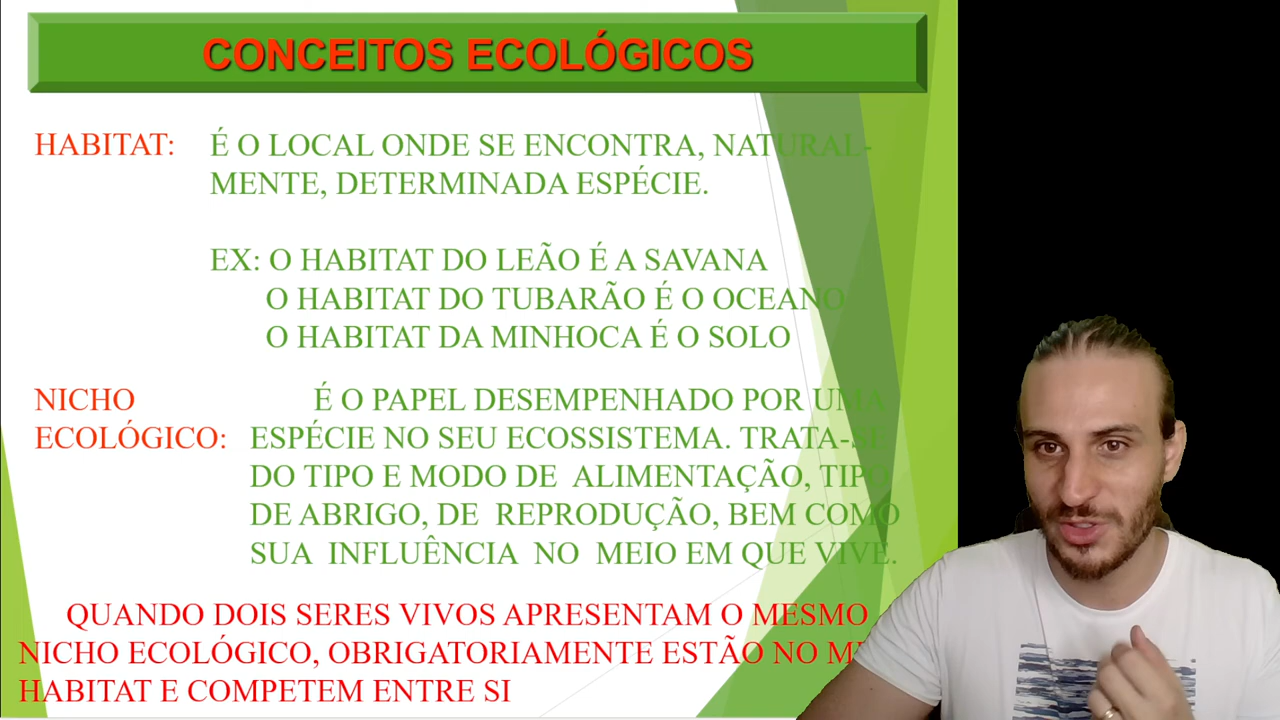 CONCEITOS ECOLÓGICOS
HABITAT: É O LOCAL ONDE SE ENCONTRA, NATURAL-
MENTE, DETERMINADA ESPÉCIE.
EX: O HABITAT DO LEÃO É A SAVANA
O HABITAT DO TUBARÃO É O OCEANO
O HABITAT DA MINHOCA É O SOLO
NICHO É O PAPEL DESEMPENHADO POR UMA
ECOLÓGICO: ESPÉCIE NO SEU ECOSSISTEMA. TRATA-SE
DO TIPO E MODO DE ALIMENTAÇÃO, TIPO
DE ABRIGO, DE REPRODUÇÃO, BEM COMO
SUA INFLUÊNCIA NO MEIO EM QUE VIVE.
QUANDO DOIS SERES VIVOS APRESENTAM O MESMO
NICHO ECOLÓGICO, OBRIGATORIAMENTE ESTÃO NO
HABITAT E COMPETEM ENTRE SI